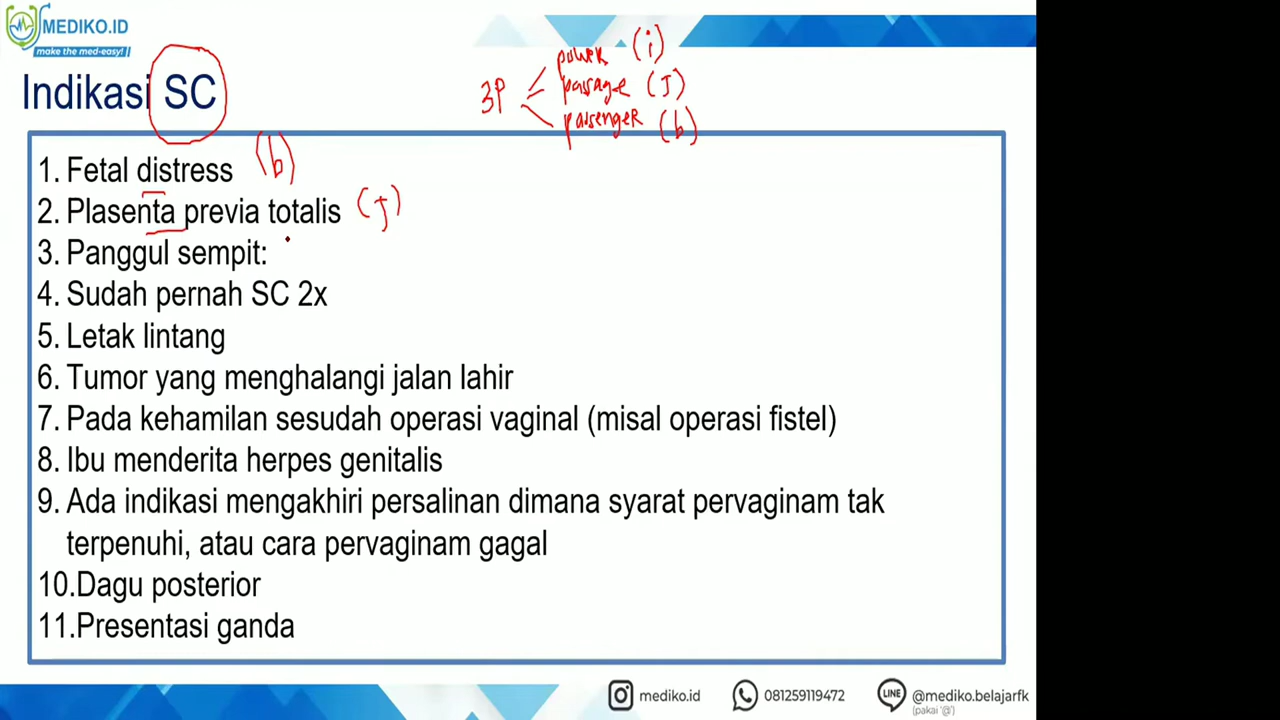 MEDIKO.ID
make the med-easy!
Indikasi SC
3P
power (i)
passage (J)
passenger (b)
1. Fetal distress (b)
2. Plasenta previa totalis (J)
3. Panggul sempit:
4. Sudah pernah SC 2x
5. Letak lintang
6. Tumor yang menghalangi jalan lahir
7. Pada kehamilan sesudah operasi vaginal (misal operasi fistel)
8. Ibu menderita herpes genitalis
9. Ada indikasi mengakhiri persalinan dimana syarat pervaginam tak
terpenuhi, atau cara pervaginam gagal
10.Dagu posterior
11.Presentasi ganda
mediko.id
081259119472
LINE
@mediko.belajarfk
(pakai '@')